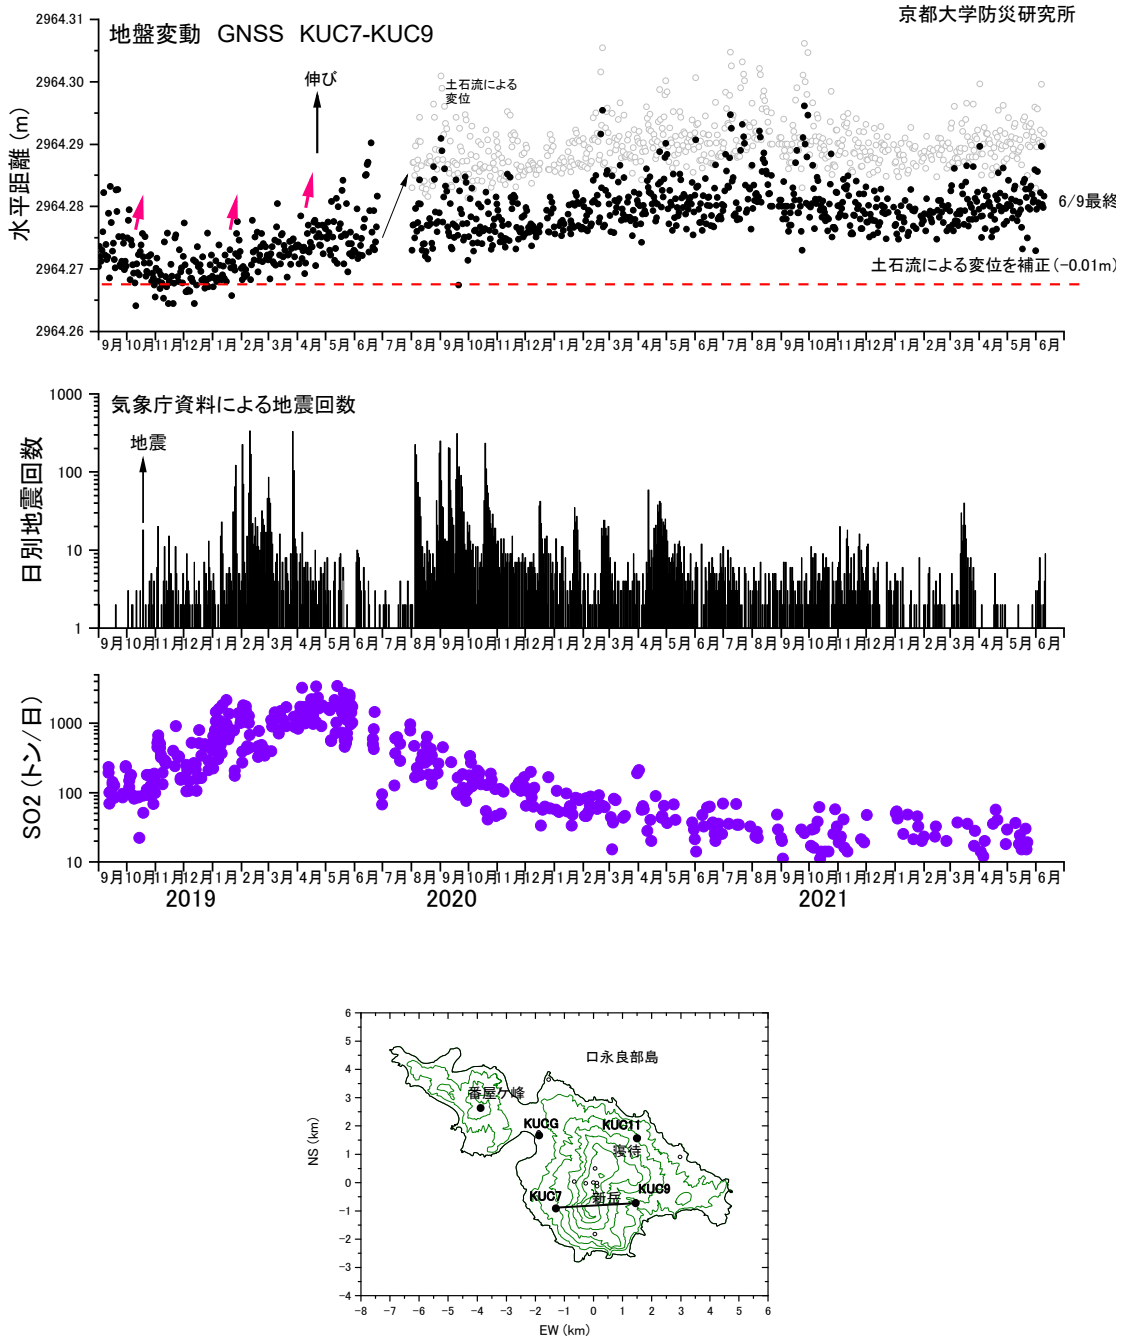 京都大学防災研究所
地盤変動 GNSS KUC7-KUC9
水平距離 (m)
2964.31
2964.30
2964.29
2964.28
2964.27
2964.26
伸び
土石流による
変位
6/9最終
土石流による変位を補正(-0.01m)
9月 10月 11月 12月 1月 2月 3月 4月 5月 6月 7月 8月 9月 10月 11月 12月 1月 2月 3月 4月 5月 6月 7月 8月 9月 10月 11月 12月 1月 2月 3月 4月 5月 6月
気象庁資料による地震回数
日別地震回数
1000
100
10
1
地震
9月 10月 11月 12月 1月 2月 3月 4月 5月 6月 7月 8月 9月 10月 11月 12月 1月 2月 3月 4月 5月 6月 7月 8月 9月 10月 11月 12月 1月 2月 3月 4月 5月 6月
SO2 (トン/日)
1000
100
10
9月 10月 11月 12月 1月 2月 3月 4月 5月 6月 7月 8月 9月 10月 11月 12月 1月 2月 3月 4月 5月 6月 7月 8月 9月 10月 11月 12月 1月 2月 3月 4月 5月 6月
2019 2020 2021
NS (km)
6
5
4
3
2
1
0
-1
-2
-3
-4
口永良部島
番屋ケ峰
KUCG
KUC11
寝待
KUC7
新岳
KUC9
-8 -7 -6 -5 -4 -3 -2 -1 0 1 2 3 4 5 6
EW (km)